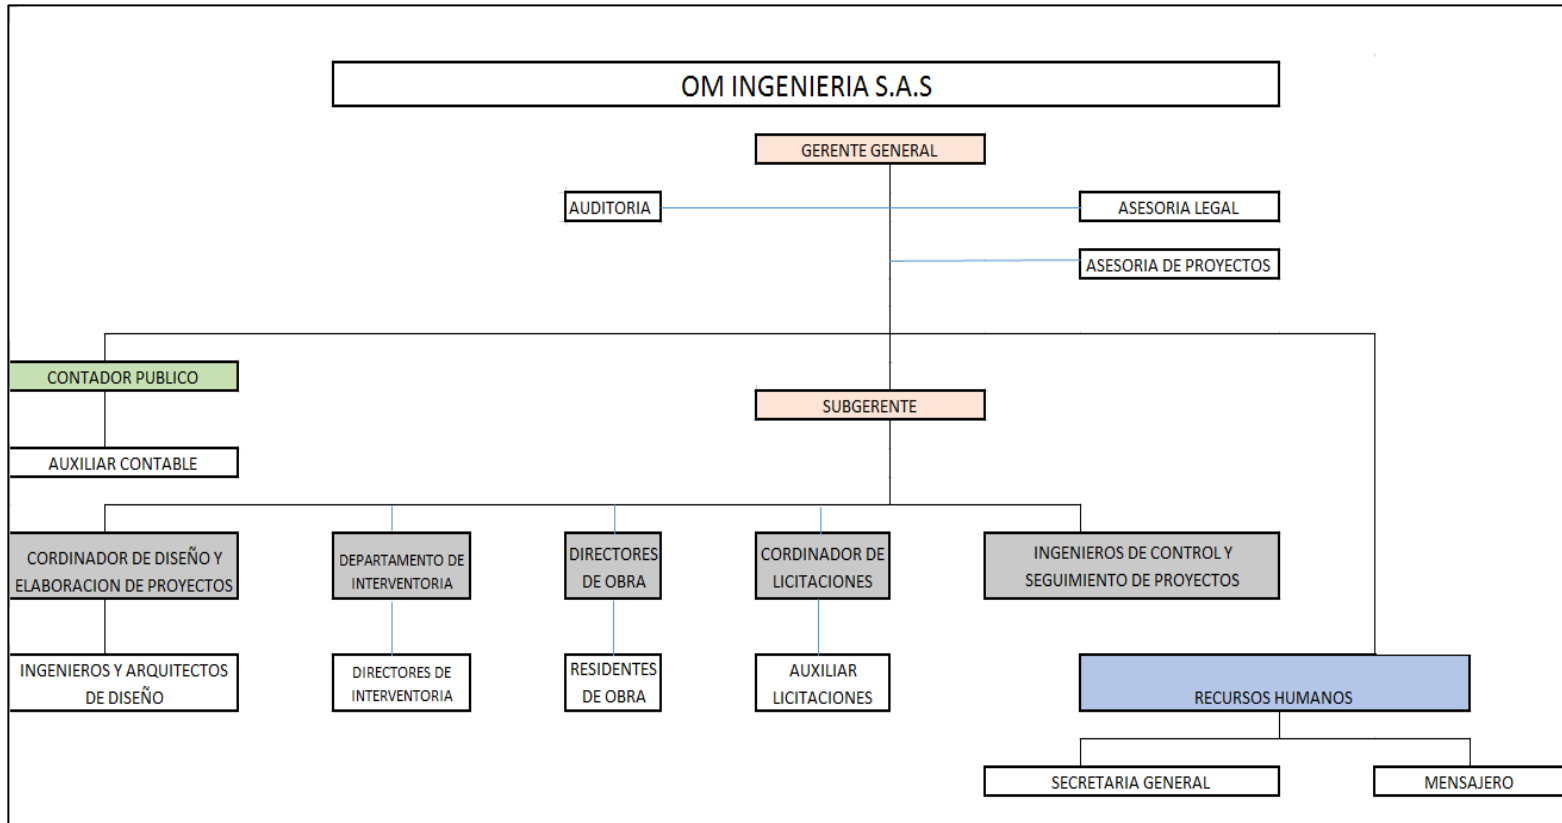 OM INGENIERIA S.A.S
GERENTE GENERAL
AUDITORIA
ASESORIA LEGAL
ASESORIA DE PROYECTOS
CONTADOR PUBLICO
SUBGERENTE
AUXILIAR CONTABLE
CORDINADOR DE DISEÑO Y
ELABORACION DE PROYECTOS
DEPARTAMENTO DE
INTERVENTORIA
DIRECTORES
DE OBRA
CORDINADOR DE
LICITACIONES
INGENIEROS DE CONTROL Y
SEGUIMIENTO DE PROYECTOS
INGENIEROS Y ARQUITECTOS
DE DISEÑO
DIRECTORES DE
INTERVENTORIA
RESIDENTES
DE OBRA
AUXILIAR
LICITACIONES
RECURSOS HUMANOS
SECRETARIA GENERAL
MENSAJERO